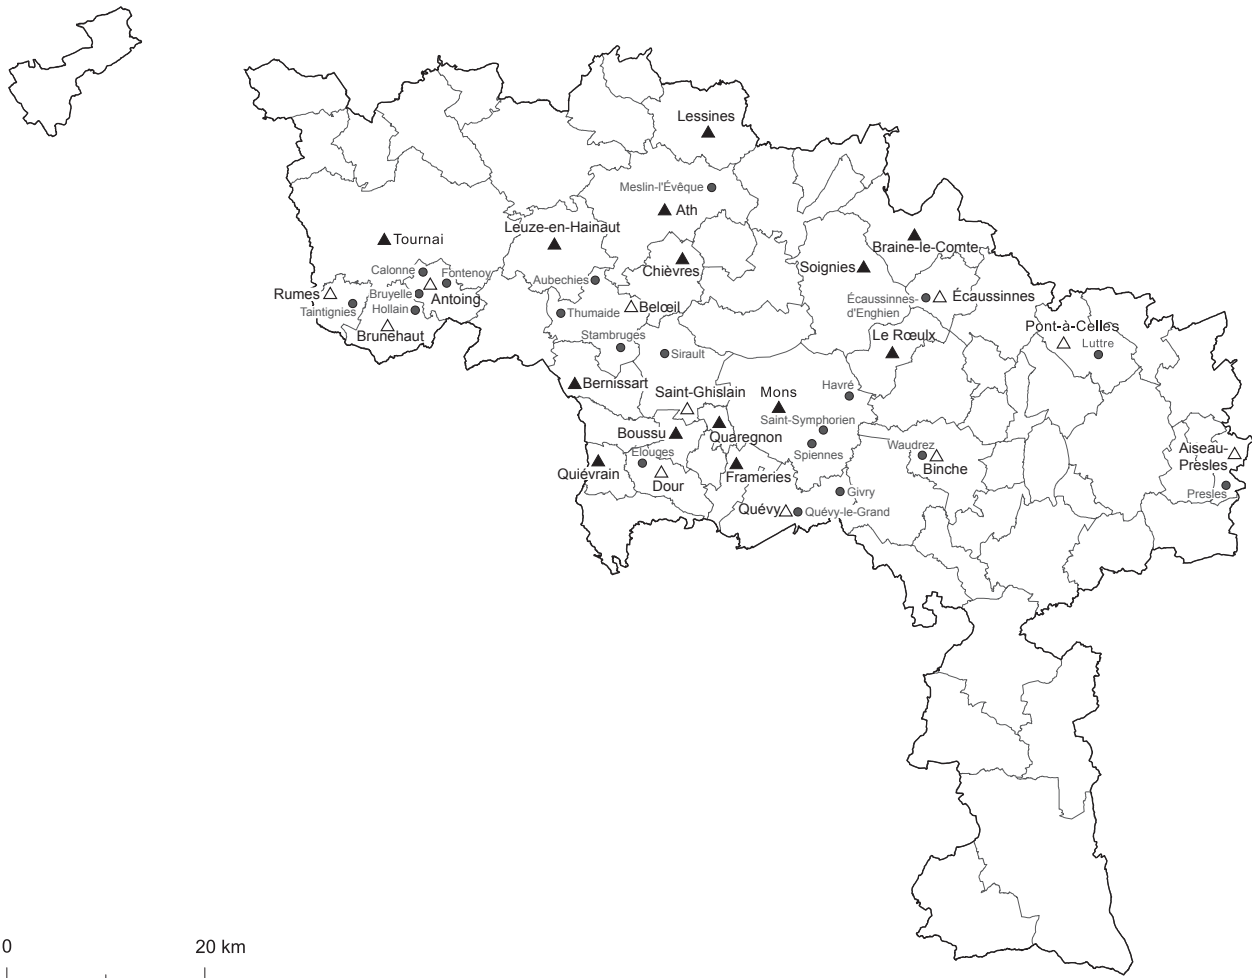 Lessines
Meslin-l'Évêque
Ath
Leuze-en-Hainaut
Tournai
Braine-le-Comte
Chièvres
Soignies
Calonne
Fontenoy
Aubechies
Rumes
Bruyelle
Antoing
Écaussinnes
Écaussinnes-
d'Enghien
Taintignies
Hollain
Belœil
Thumaide
Brunehaut
Pont-à-Celles
Stambruges
Le Rœulx
Luttre
Sirault
Bernissart
Havré
Saint-Ghislain
Mons
Saint-Symphorien
Boussu
Quaregnon
Waudrez
Élouges
Spiennes
Aiseau-
Presles
Binche
Quiévrain
Frameries
Dour
Givry
Presles
Quévy
Quévy-le-Grand
0
20 km